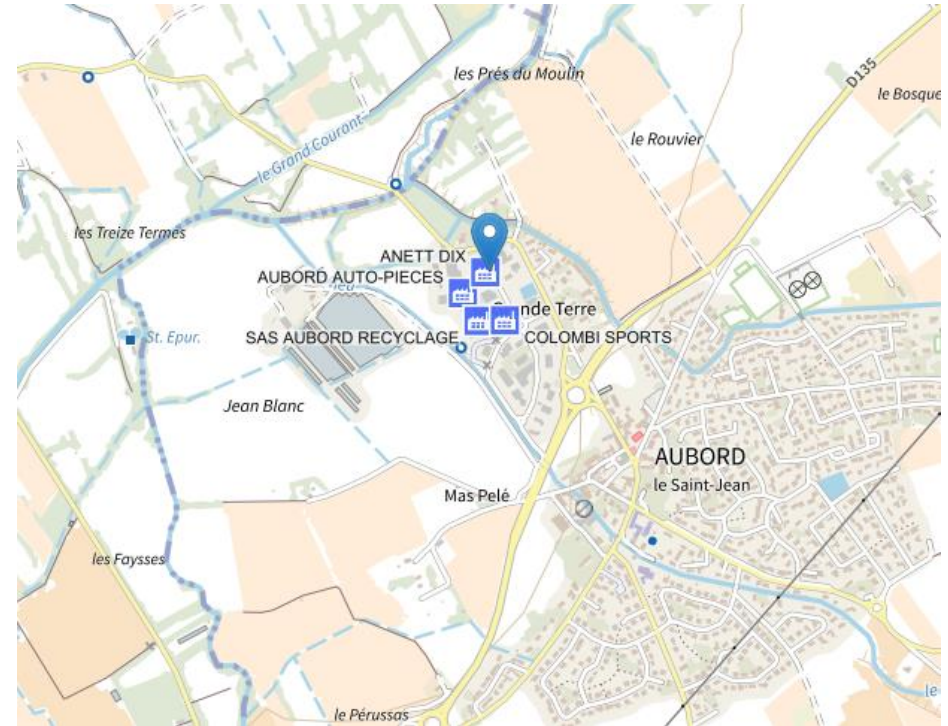 les Prés du Moulin
D135
le Bosque
le Rouvier
le Grand Courant
les Treize Termes
ANETT DIX
AUBORD AUTO-PIECES
nde Terre
SAS AUBORD RECYCLAGE
COLOMBI SPORTS
St. Epur.
Jean Blanc
AUBORD
le Saint-Jean
Mas Pelé
les Faysses
le
le Pérussas